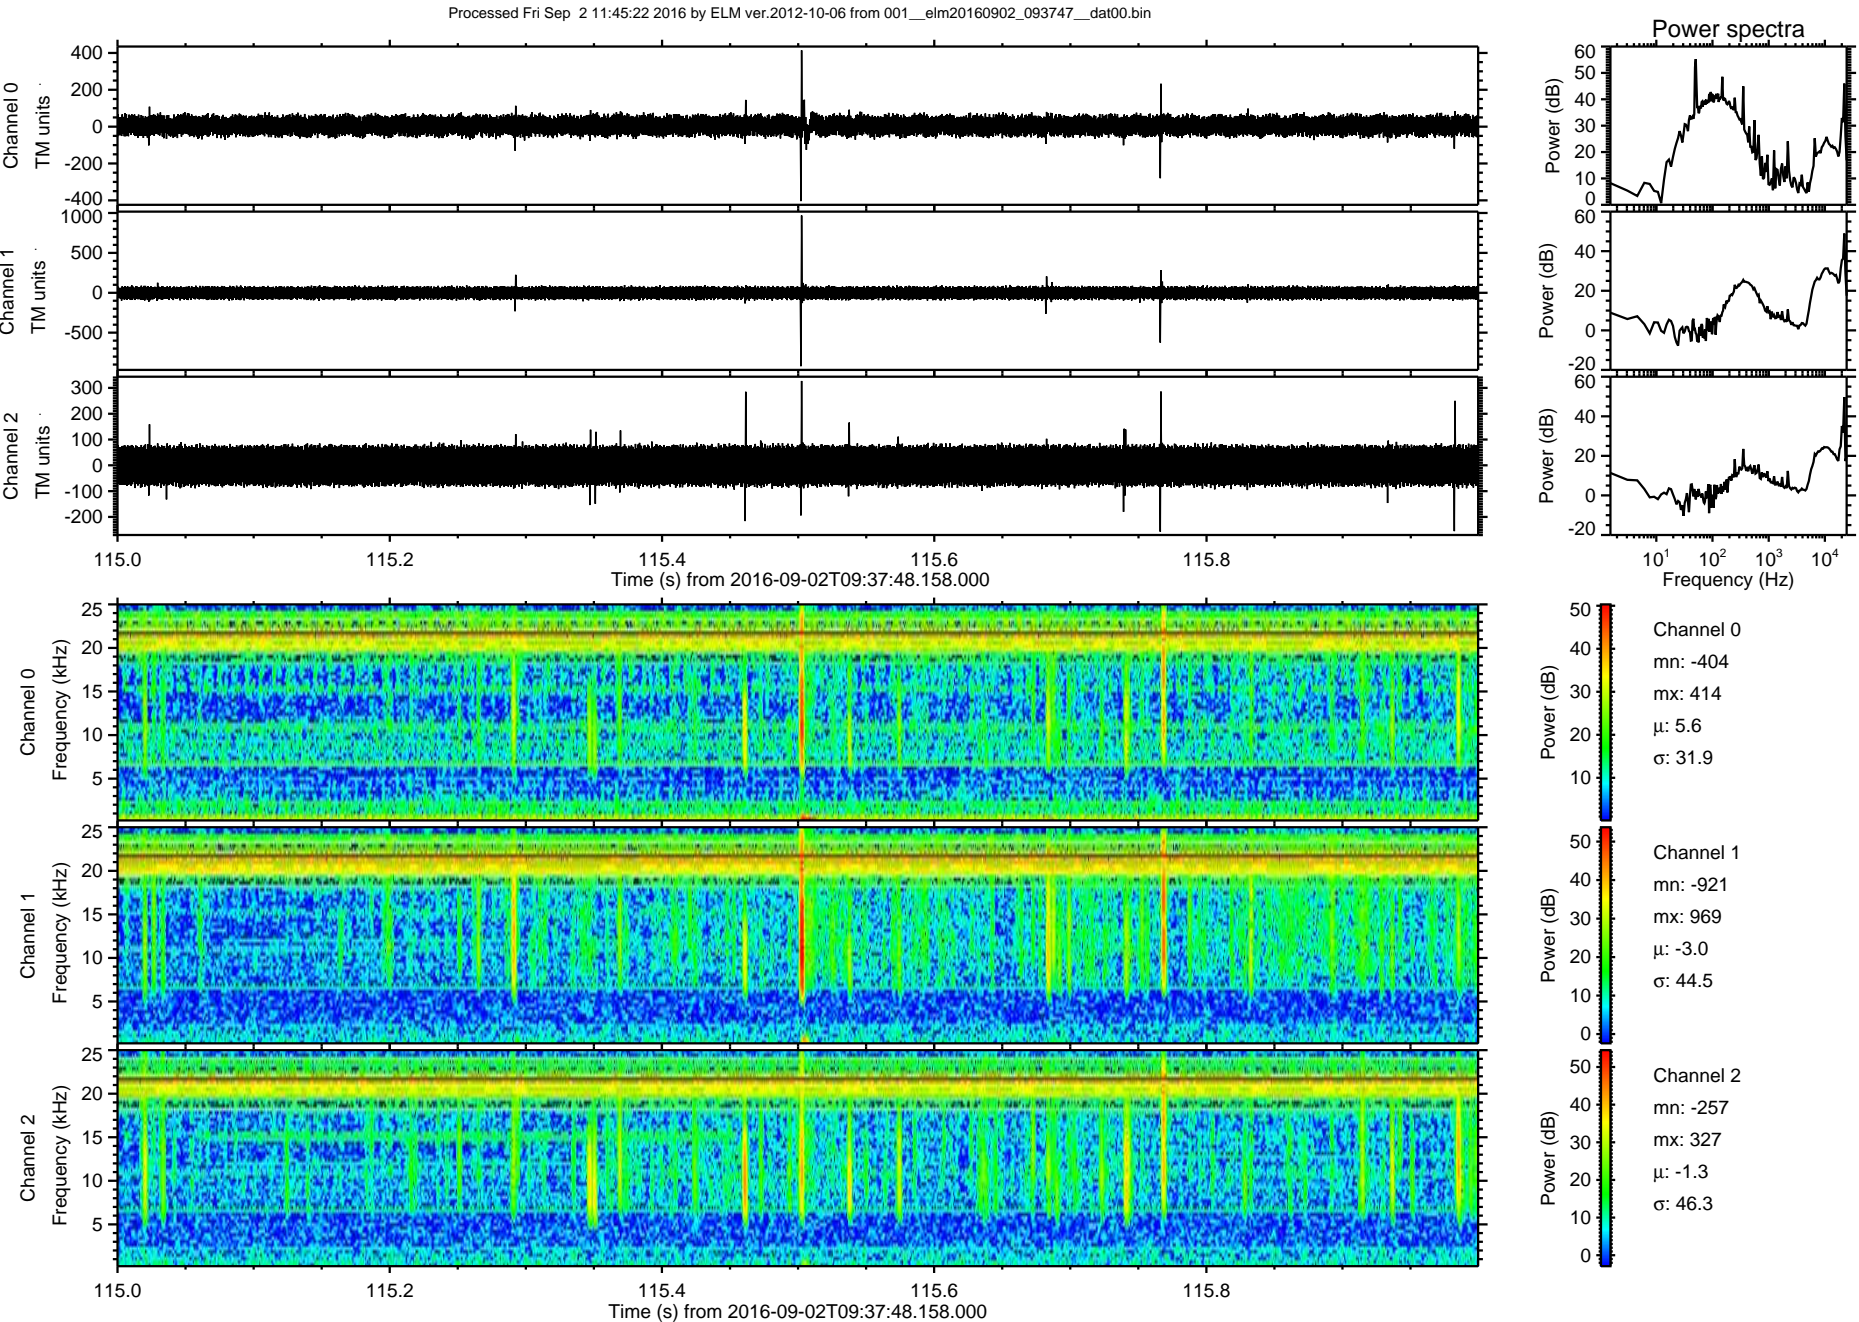 Processed Fri Sep  2 11:45:22 2016 by ELM ver.2012-10-06 from 001__elm20160902_093747__dat00.bin
Power spectra
Channel 0
TM units
400
200
0
-200
-400
Power (dB)
60
50
40
30
20
10
0
Channel 1
TM units
1000
500
0
-500
Power (dB)
60
40
20
0
-20
Channel 2
TM units
300
200
100
0
-100
-200
Power (dB)
60
40
20
0
-20
115.0 115.2 115.4 115.6 115.8
Time (s) from 2016-09-02T09:37:48.158.000
10^1 10^2 10^3 10^4
Frequency (Hz)
Channel 0
Frequency (kHz)
25
20
15
10
5
Power (dB)
50
40
30
20
10
Channel 0
mn: -404
mx: 414
μ: 5.6
σ: 31.9
Channel 1
Frequency (kHz)
25
20
15
10
5
Power (dB)
50
40
30
20
10
0
Channel 1
mn: -921
mx: 969
μ: -3.0
σ: 44.5
Channel 2
Frequency (kHz)
25
20
15
10
5
Power (dB)
50
40
30
20
10
0
Channel 2
mn: -257
mx: 327
μ: -1.3
σ: 46.3
115.0 115.2 115.4 115.6 115.8
Time (s) from 2016-09-02T09:37:48.158.000